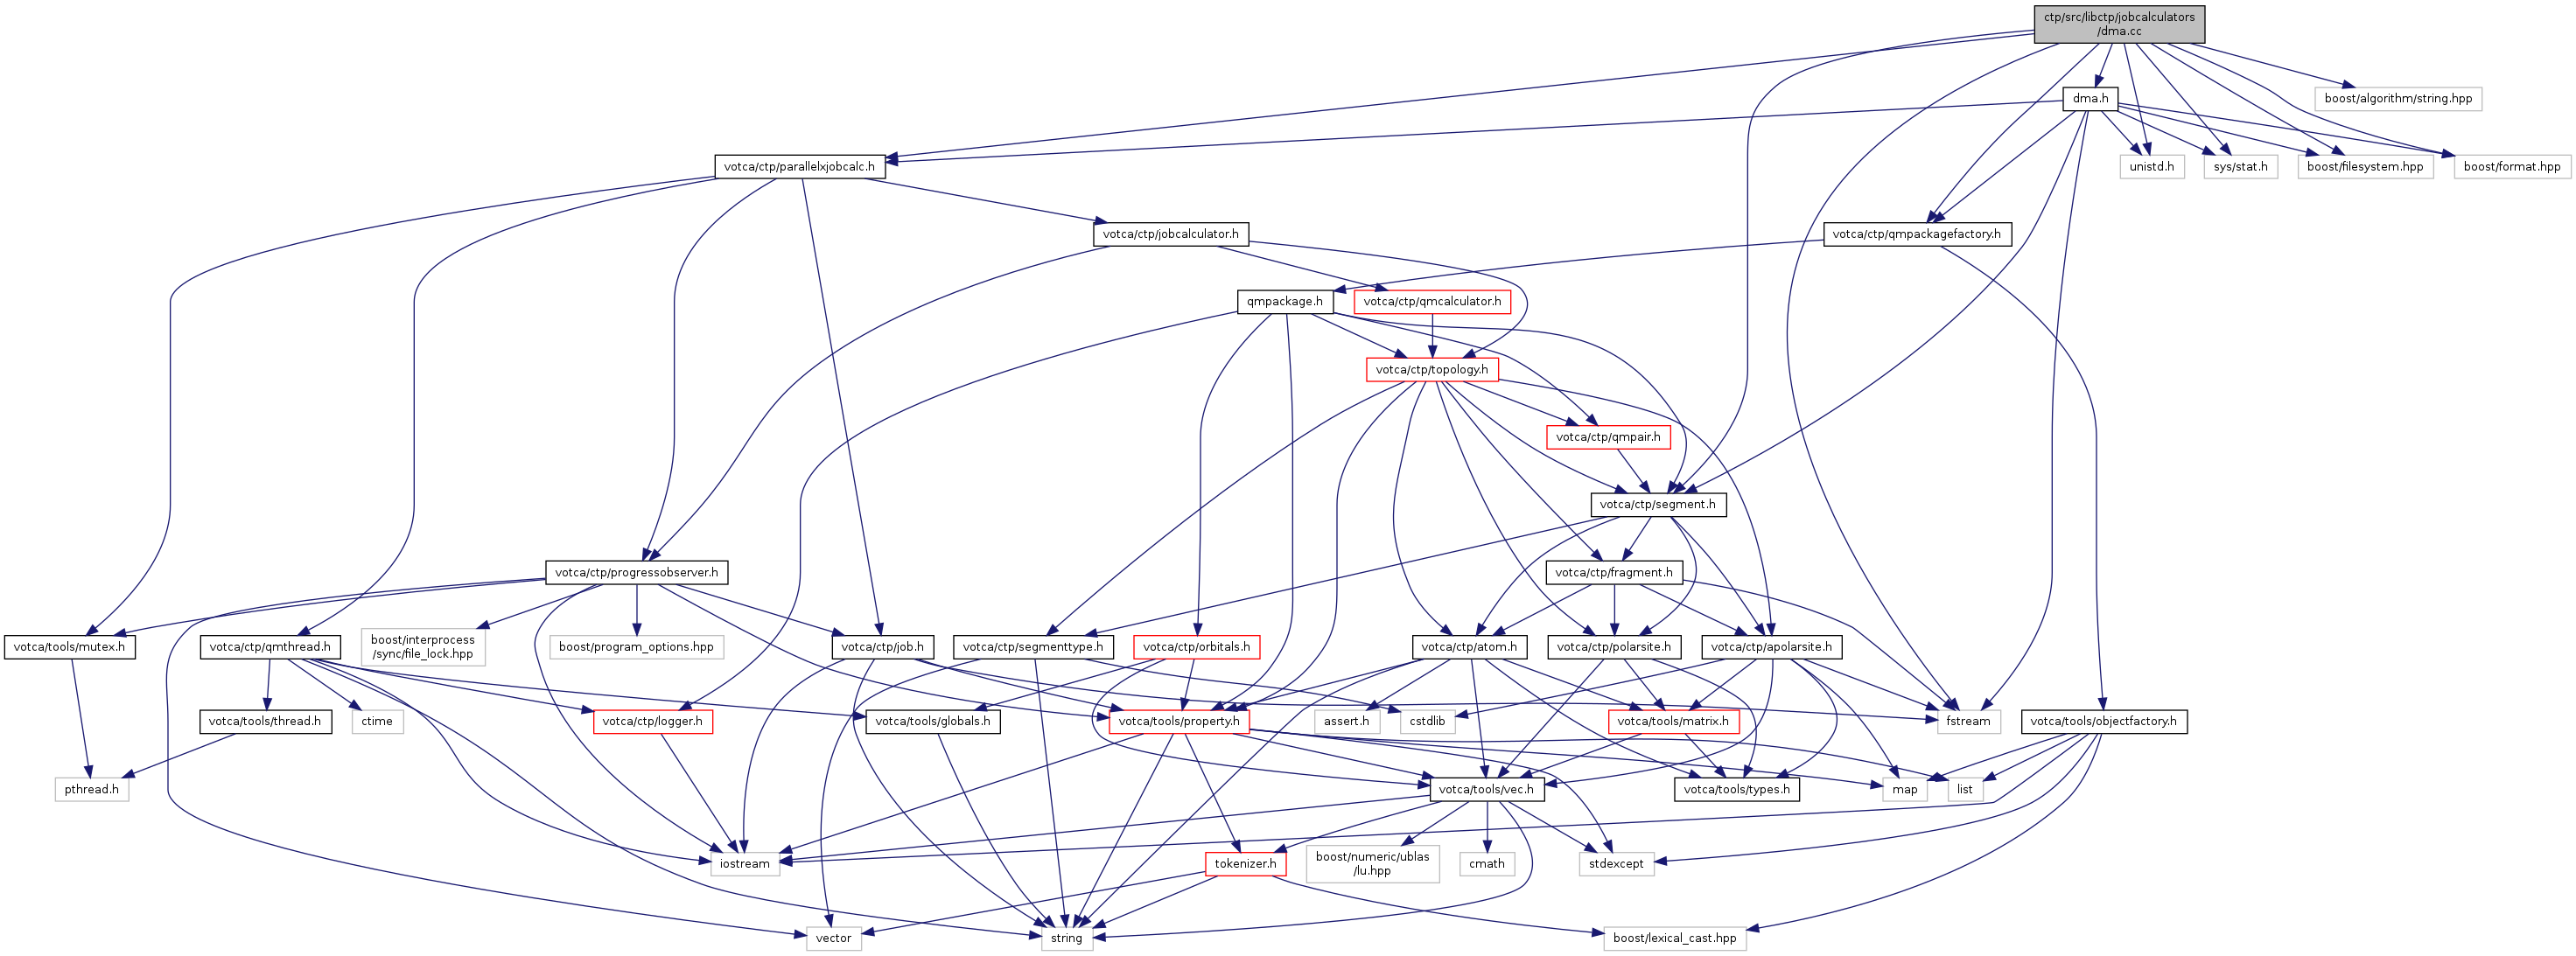 ctp/src/libctp/jobcalculators
/dma.cc
dma.h
boost/algorithm/string.hpp
votca/ctp/parallelxjobcalc.h
unistd.h
sys/stat.h
boost/filesystem.hpp
boost/format.hpp
votca/ctp/jobcalculator.h
votca/ctp/qmpackagefactory.h
qmpackage.h
votca/ctp/qmcalculator.h
votca/ctp/topology.h
votca/ctp/qmpair.h
votca/ctp/segment.h
votca/ctp/progressobserver.h
votca/ctp/fragment.h
votca/tools/mutex.h
votca/ctp/qmthread.h
boost/interprocess
/sync/file_lock.hpp
boost/program_options.hpp
votca/ctp/job.h
votca/ctp/segmenttype.h
votca/ctp/orbitals.h
votca/ctp/atom.h
votca/ctp/polarsite.h
votca/ctp/apolarsite.h
votca/tools/thread.h
ctime
votca/ctp/logger.h
votca/tools/globals.h
votca/tools/property.h
assert.h
cstdlib
votca/tools/matrix.h
fstream
votca/tools/objectfactory.h
pthread.h
votca/tools/vec.h
votca/tools/types.h
map
list
iostream
tokenizer.h
boost/numeric/ublas
/lu.hpp
cmath
stdexcept
vector
string
boost/lexical_cast.hpp